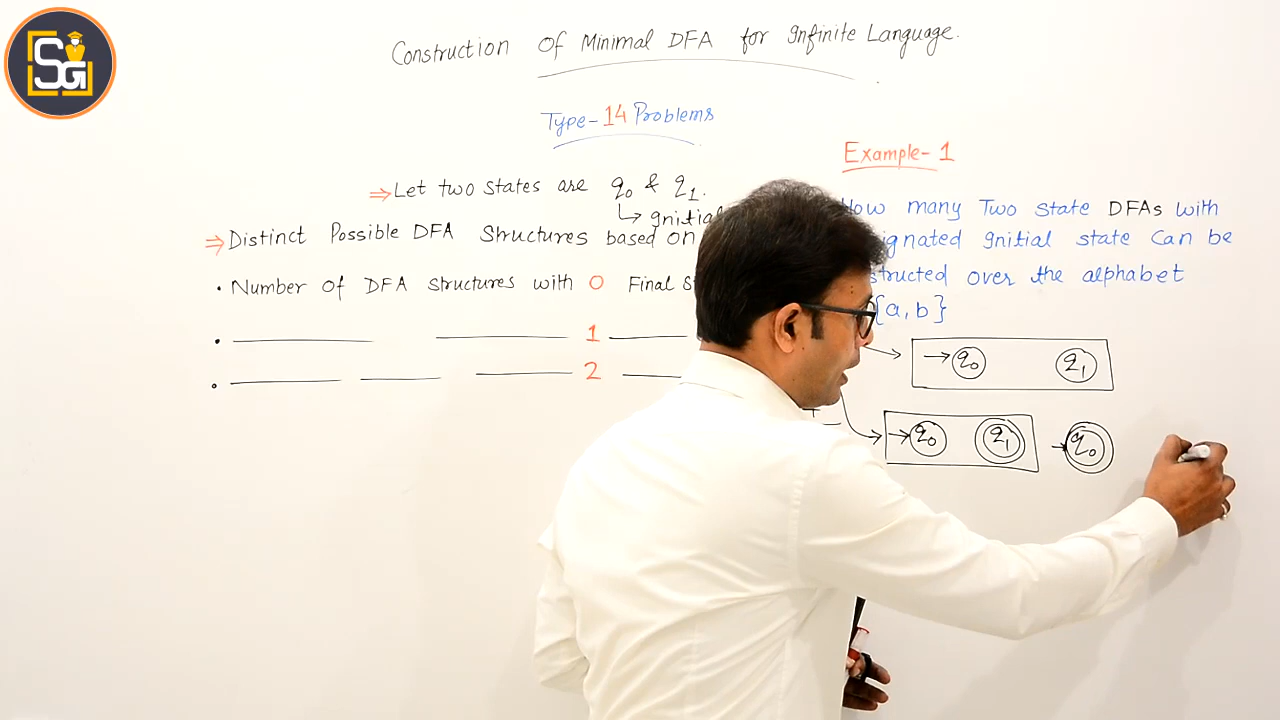 SG
Construction Of Minimal DFA for Infinite Language.
Type-14 Problems
⇒ Let two states are q0 & q1.
↳ Initial
⇒ Distinct Possible DFA Structures based on
• Number of DFA structures with 0 Final S
• 1
• 2
Example-1
How many Two state DFAs with
ignated Initial state Can be
structed over the alphabet
{a, b}
→ q0 q1
→ q0 q1 → q0